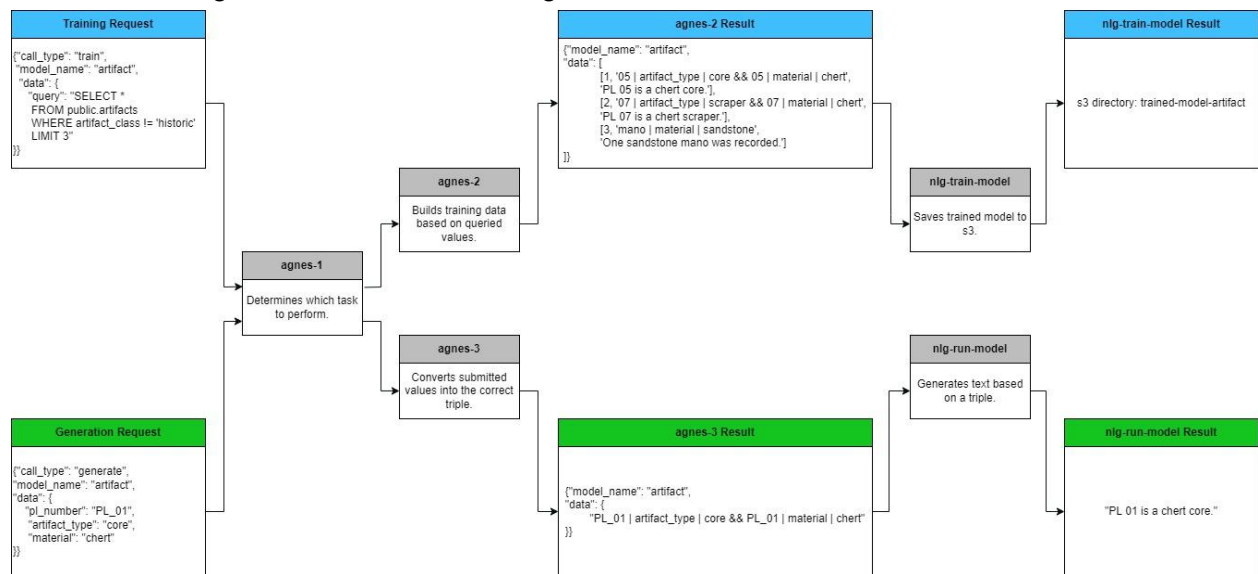 Training Request
{"call_type": "train",
"model_name": "artifact",
"data": {
"query": "SELECT *
FROM public.artifacts
WHERE artifact_class != 'historic'
LIMIT 3"
}}
agnes-2 Result
{"model_name": "artifact",
"data": [
[1, '05 | artifact_type | core && 05 | material | chert',
'PL 05 is a chert core.'],
[2, '07 | artifact_type | scraper && 07 | material | chert',
'PL 07 is a chert scraper.'],
[3, 'mano | material | sandstone',
'One sandstone mano was recorded.']
]}
nlg-train-model Result
s3 directory: trained-model-artifact
agnes-2
Builds training data
based on queried
values.
nlg-train-model
Saves trained model to
s3.
agnes-1
Determines which task
to perform.
agnes-3
Converts submitted
values into the correct
triple.
nlg-run-model
Generates text based
on a triple.
Generation Request
{"call_type": "generate",
"model_name": "artifact",
"data": {
"pl_number": "PL_01",
"artifact_type": "core",
"material": "chert"
}}
agnes-3 Result
{"model_name": "artifact",
"data": {
"PL_01 | artifact_type | core && PL_01 | material | chert"
}}
nlg-run-model Result
"PL 01 is a chert core."